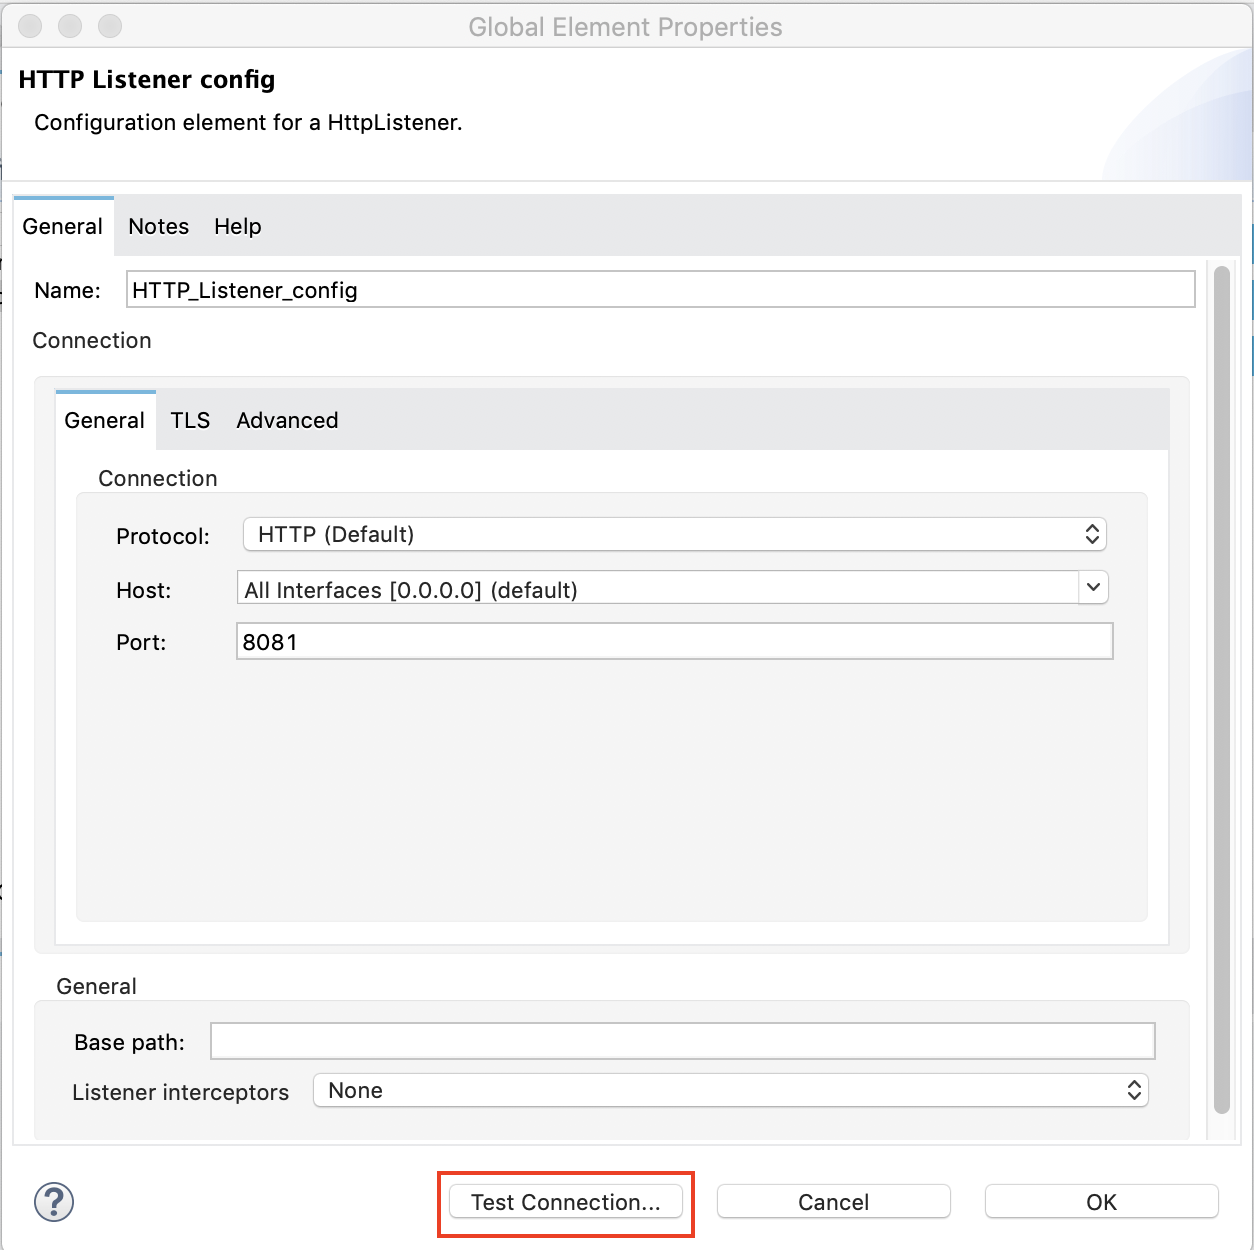 Global Element Properties
HTTP Listener config
Configuration element for a HttpListener.
General Notes Help
Name: HTTP_Listener_config
Connection
General TLS Advanced
Connection
Protocol: HTTP (Default)
Host: All Interfaces [0.0.0.0] (default)
Port: 8081
General
Base path:
Listener interceptors None
? Test Connection... Cancel OK